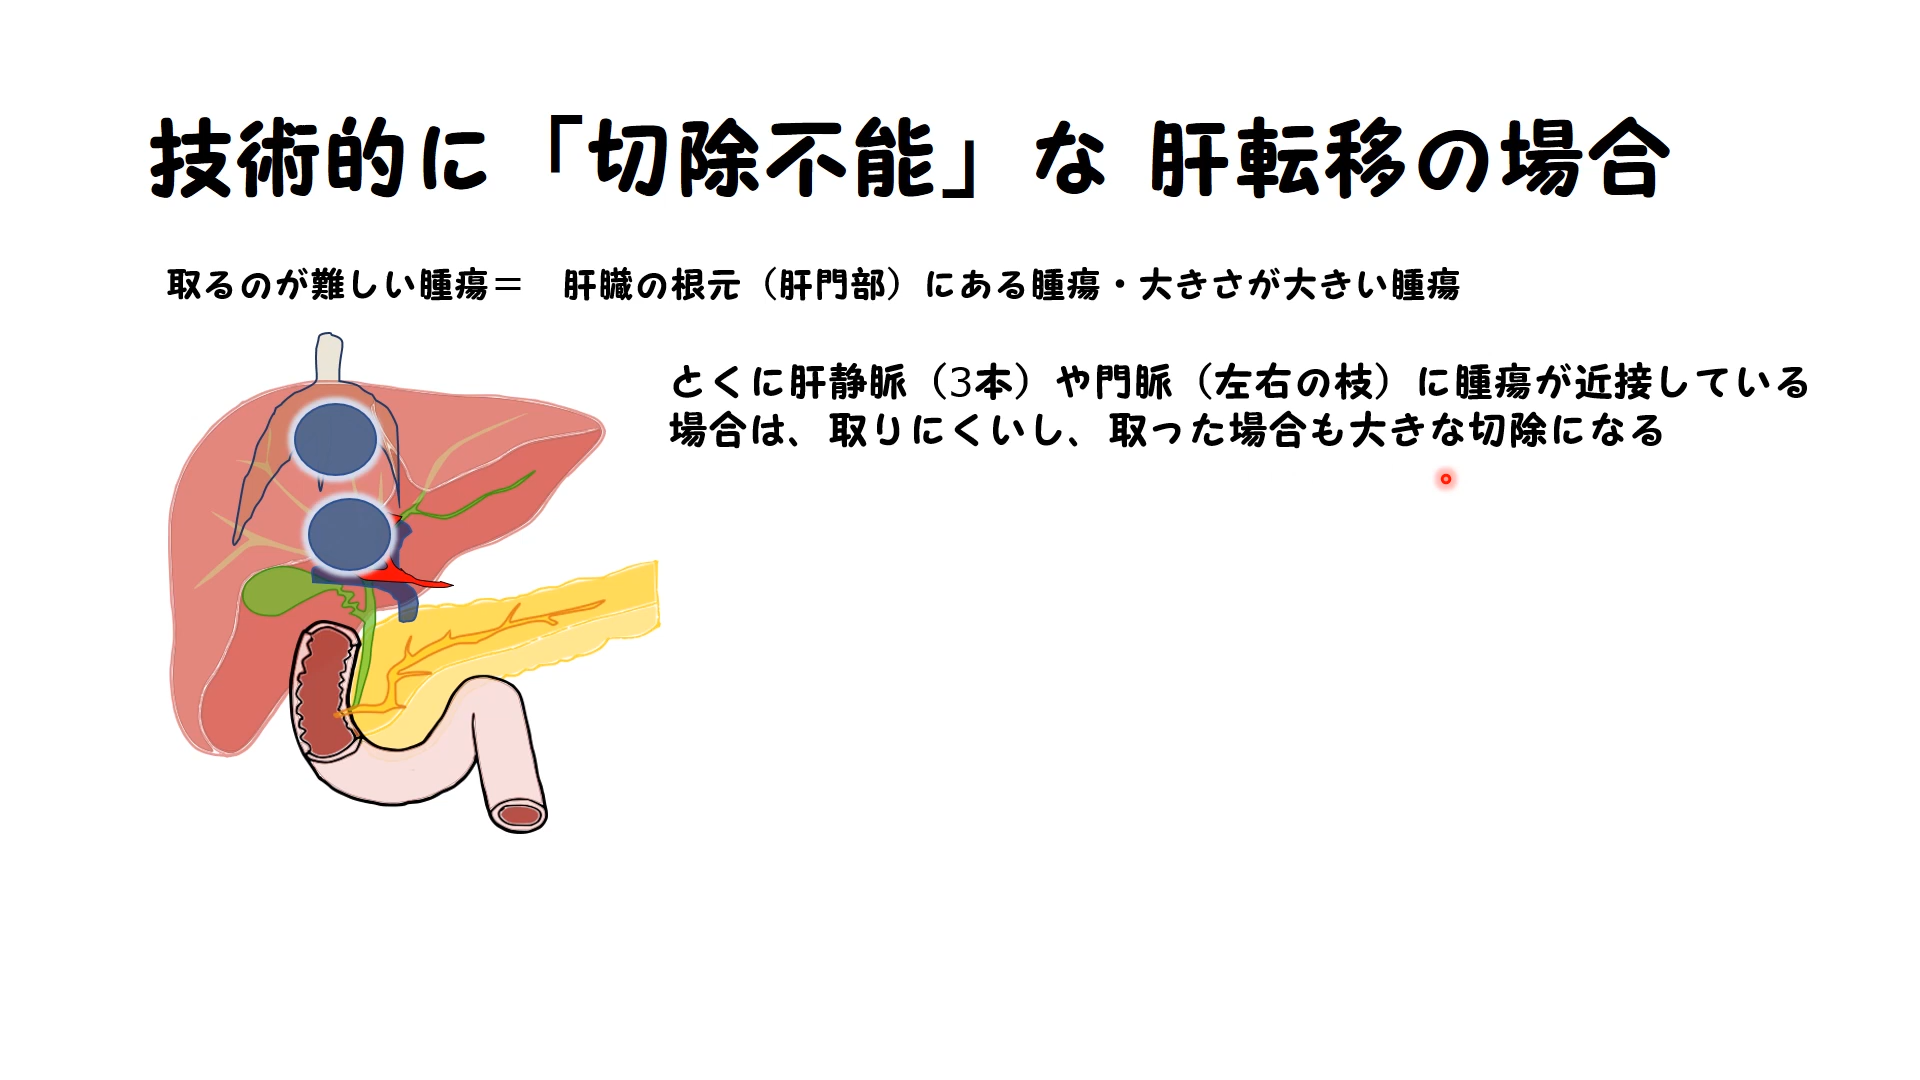 技術的に「切除不能」な 肝転移の場合
取るのが難しい腫瘍＝　肝臓の根元（肝門部）にある腫瘍・大きさが大きい腫瘍
とくに肝静脈（3本）や門脈（左右の枝）に腫瘍が近接している
場合は、取りにくいし、取った場合も大きな切除になる